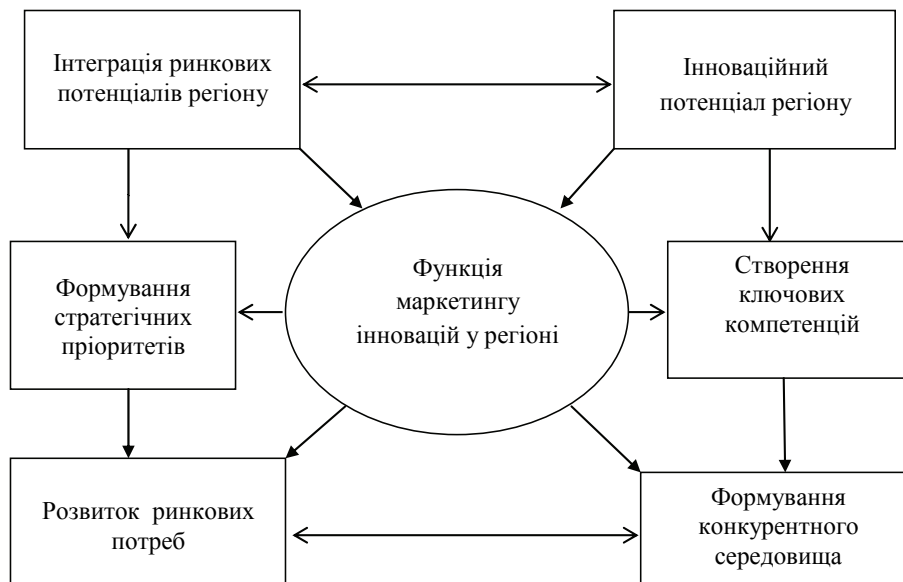 Інтеграція ринкових
потенціалів регіону
Інноваційний
потенціал регіону
Функція
маркетингу
інновацій у регіоні
Формування
стратегічних
пріоритетів
Створення
ключових
компетенцій
Розвиток ринкових
потреб
Формування
конкурентного
середовища